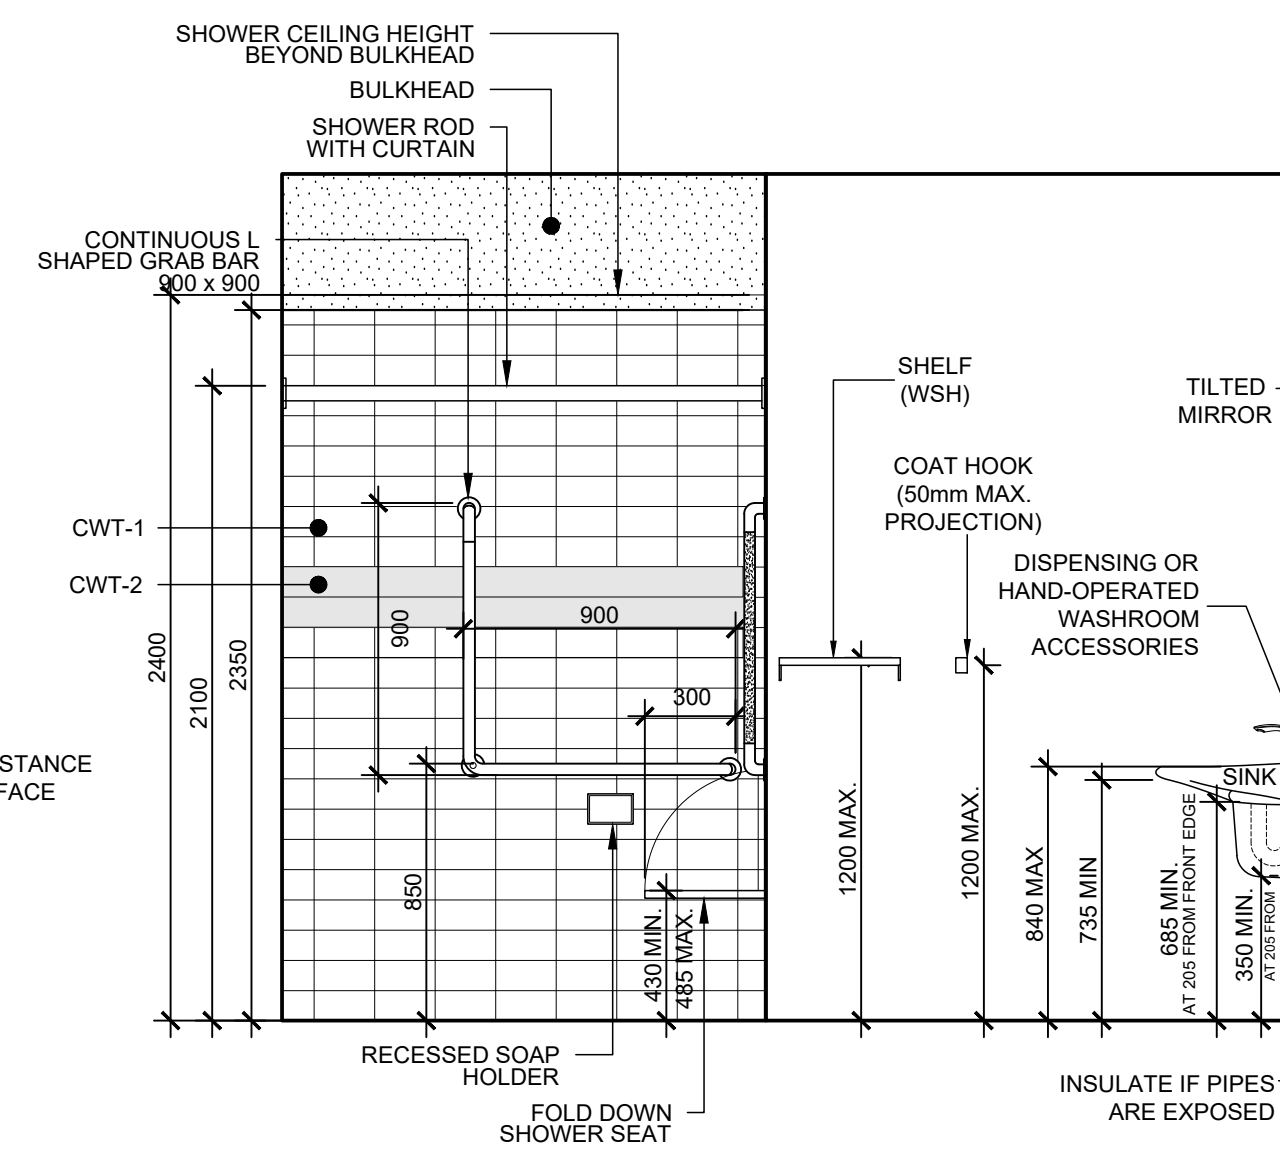 SHOWER CEILING HEIGHT
BEYOND BULKHEAD
BULKHEAD
SHOWER ROD
WITH CURTAIN
CONTINUOUS L
SHAPED GRAB BAR
900 x 900
SHELF
(WSH)
TILTED
MIRROR
COAT HOOK
(50mm MAX.
PROJECTION)
CWT-1
CWT-2
DISPENSING OR
HAND-OPERATED
WASHROOM
ACCESSORIES
2400
2100
2350
900
900
300
850
430 MIN.
485 MAX.
STANCE
FACE
1200 MAX.
1200 MAX.
840 MAX
735 MIN
SINK
685 MIN.
AT 205 FROM FRONT EDGE
350 MIN.
AT 205 FROM
RECESSED SOAP
HOLDER
FOLD DOWN
SHOWER SEAT
INSULATE IF PIPES
ARE EXPOSED